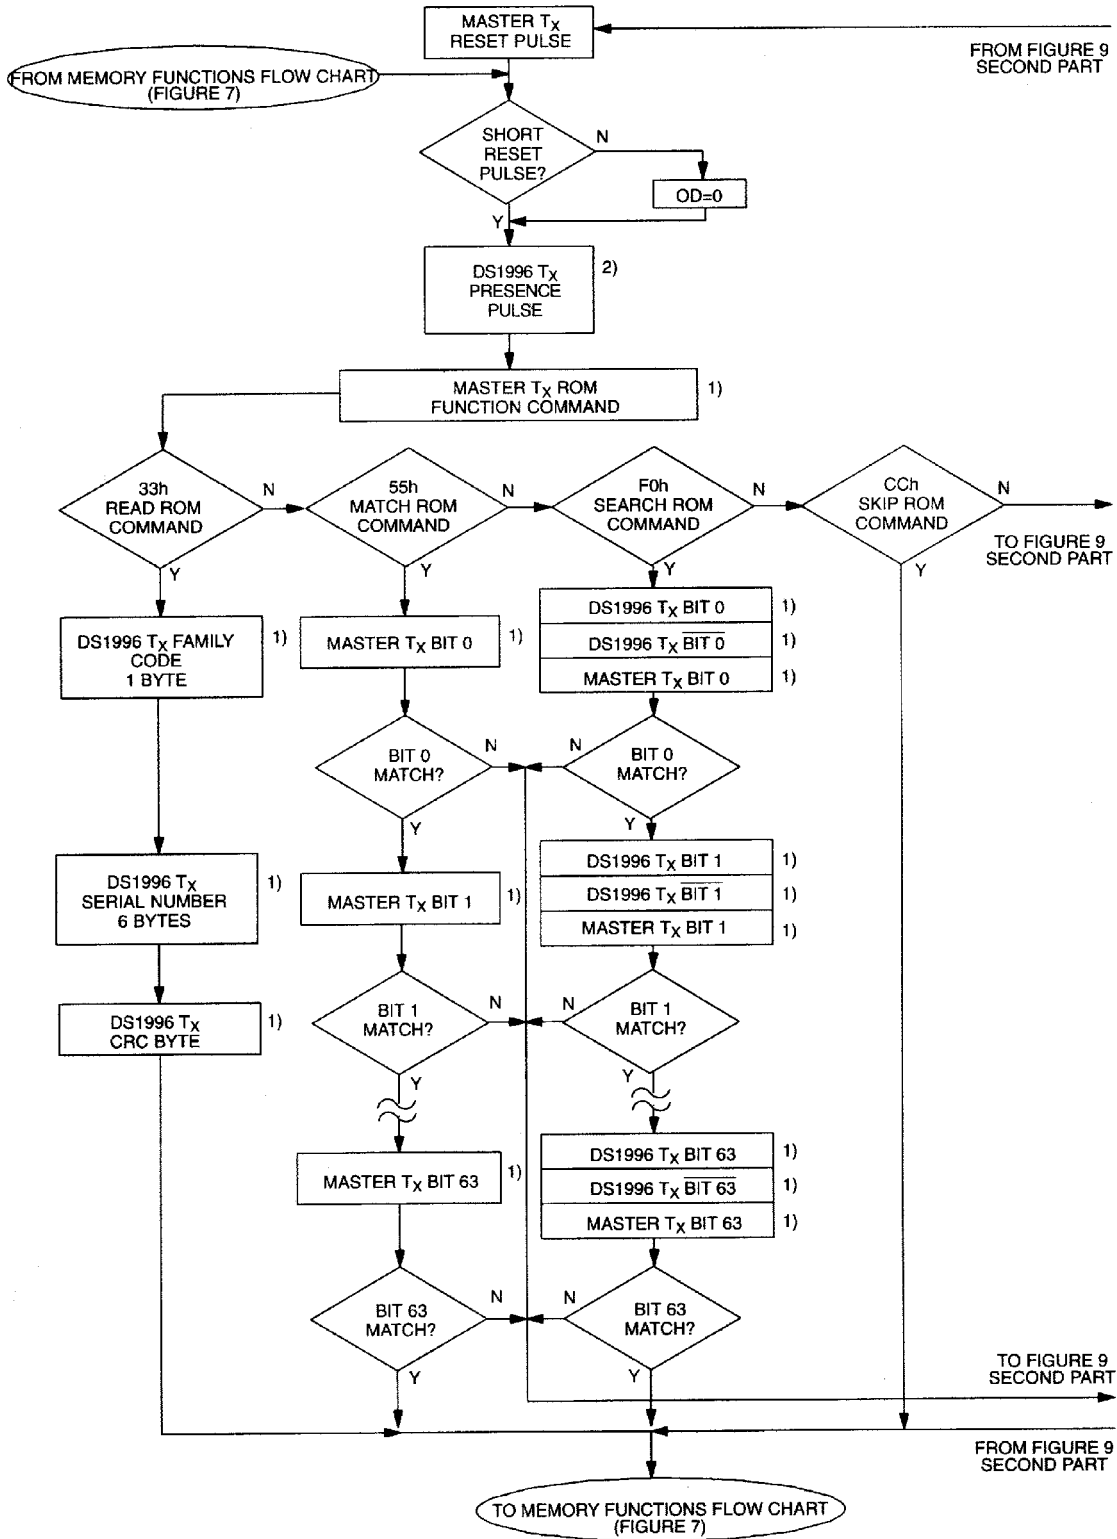 MASTER TX
RESET PULSE
FROM FIGURE 9
SECOND PART
FROM MEMORY FUNCTIONS FLOW CHART
(FIGURE 7)
SHORT
RESET
PULSE?
N
OD=0
Y
DS1996 TX
PRESENCE
PULSE
2)
MASTER TX ROM
FUNCTION COMMAND
1)
33h
READ ROM
COMMAND
N
Y
55h
MATCH ROM
COMMAND
N
Y
F0h
SEARCH ROM
COMMAND
N
Y
CCh
SKIP ROM
COMMAND
N
Y
TO FIGURE 9
SECOND PART
DS1996 TX FAMILY
CODE
1 BYTE
1)
MASTER TX BIT 0
1)
DS1996 TX BIT 0
1)
DS1996 TX BIT 0
1)
MASTER TX BIT 0
1)
BIT 0
MATCH?
N
Y
N
BIT 0
MATCH?
Y
DS1996 TX
SERIAL NUMBER
6 BYTES
1)
MASTER TX BIT 1
1)
DS1996 TX BIT 1
1)
DS1996 TX BIT 1
1)
MASTER TX BIT 1
1)
DS1996 TX
CRC BYTE
1)
BIT 1
MATCH?
N
Y
N
BIT 1
MATCH?
Y
MASTER TX BIT 63
1)
DS1996 TX BIT 63
1)
DS1996 TX BIT 63
1)
MASTER TX BIT 63
1)
BIT 63
MATCH?
N
Y
N
BIT 63
MATCH?
Y
TO FIGURE 9
SECOND PART
FROM FIGURE 9
SECOND PART
TO MEMORY FUNCTIONS FLOW CHART
(FIGURE 7)